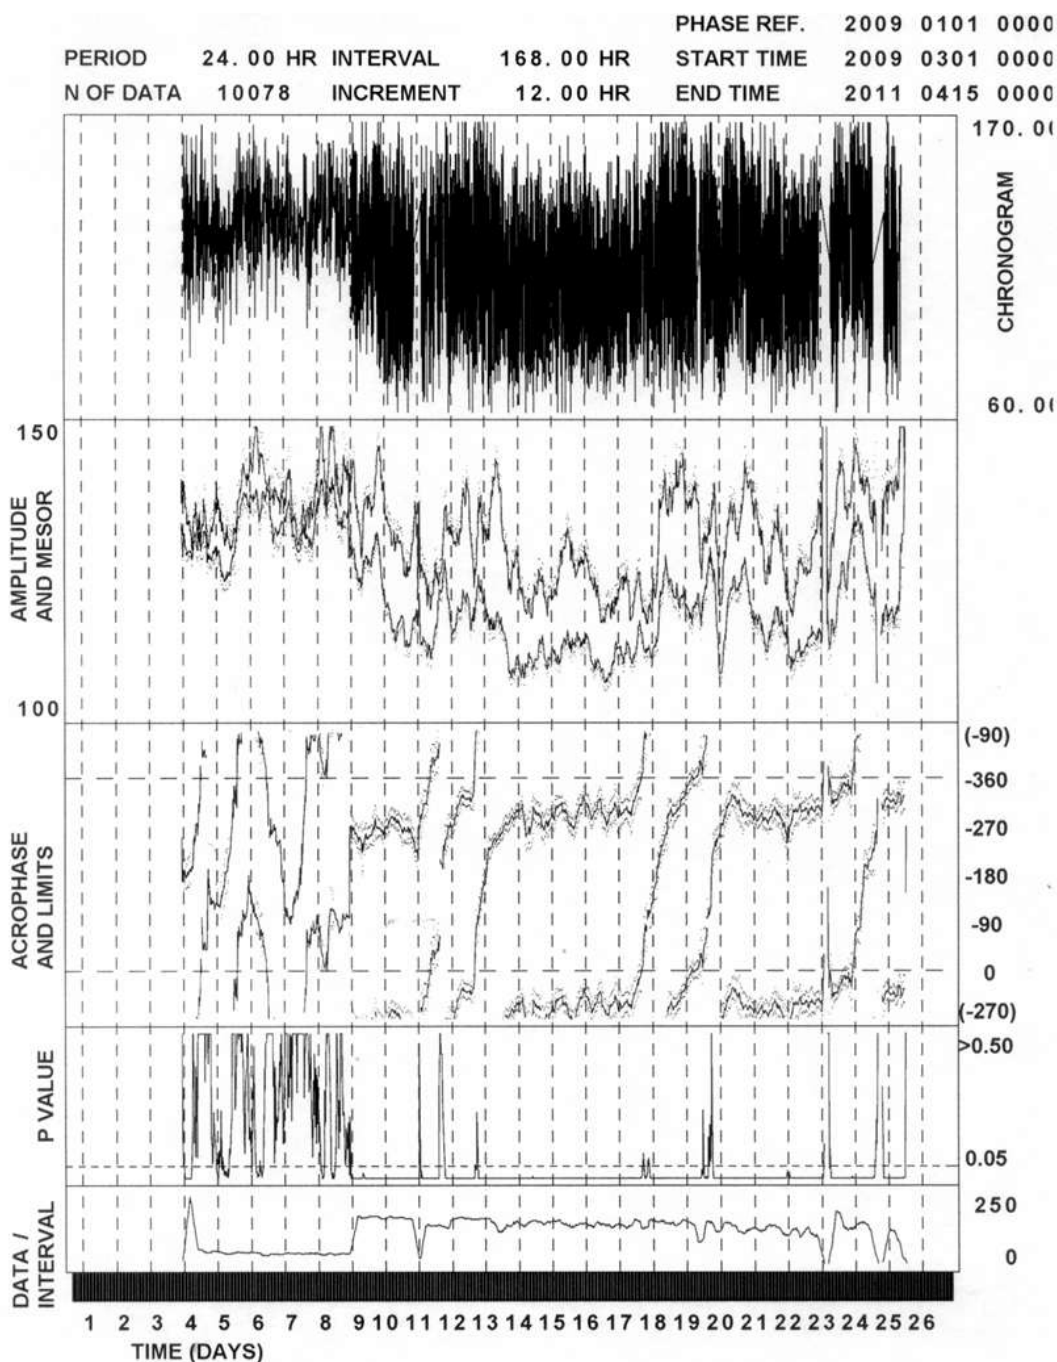 PHASE REF. 2009 0101 0000
PERIOD 24.00 HR INTERVAL 168.00 HR START TIME 2009 0301 0000
N OF DATA 10078 INCREMENT 12.00 HR END TIME 2011 0415 0000
170.00
CHRONOGRAM
60.00
150
AMPLITUDE
AND MESOR
100
(-90)
-360
-270
-180
-90
0
(-270)
ACROPHASE
AND LIMITS
>0.50
P VALUE
0.05
250
0
DATA /
INTERVAL
1 2 3 4 5 6 7 8 9 10 11 12 13 14 15 16 17 18 19 20 21 22 23 24 25 26
TIME (DAYS)